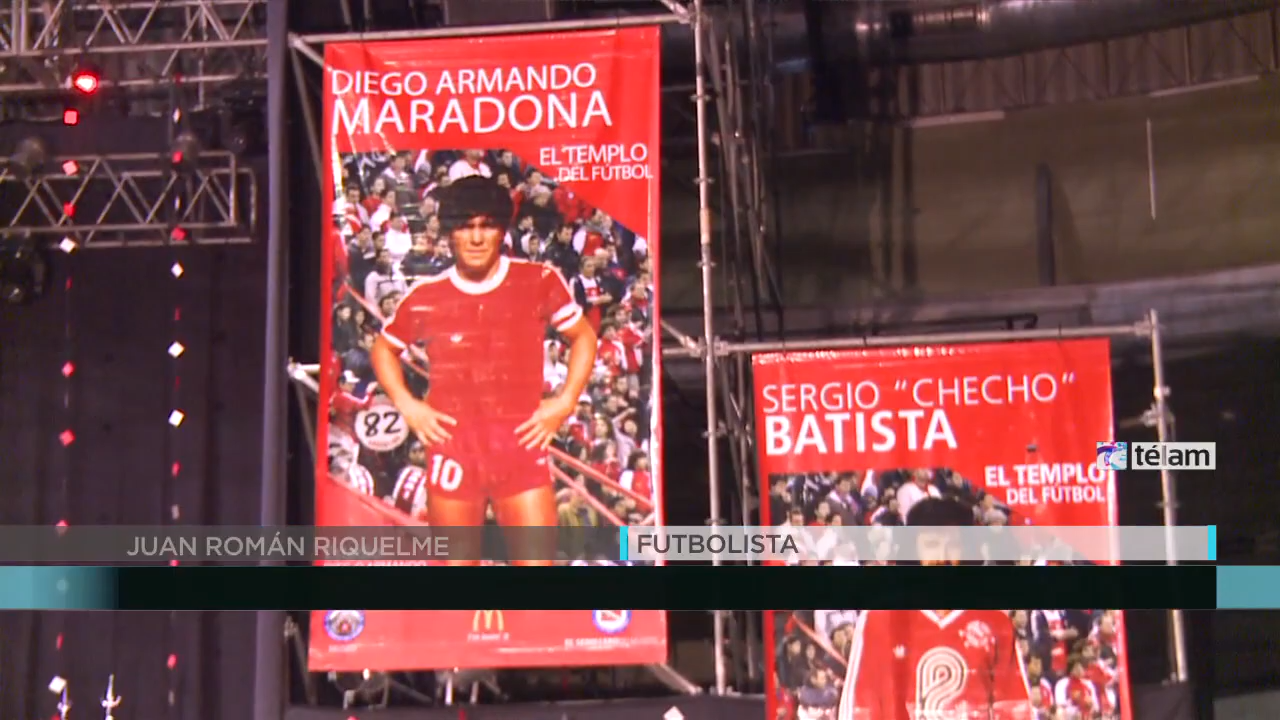 DIEGO ARMANDO
MARADONA
EL TEMPLO
DEL FÚTBOL
82
10
SERGIO "CHECHO"
BATISTA
EL TEMPLO
DEL FÚTBOL
télam
JUAN ROMÁN RIQUELME
FUTBOLISTA